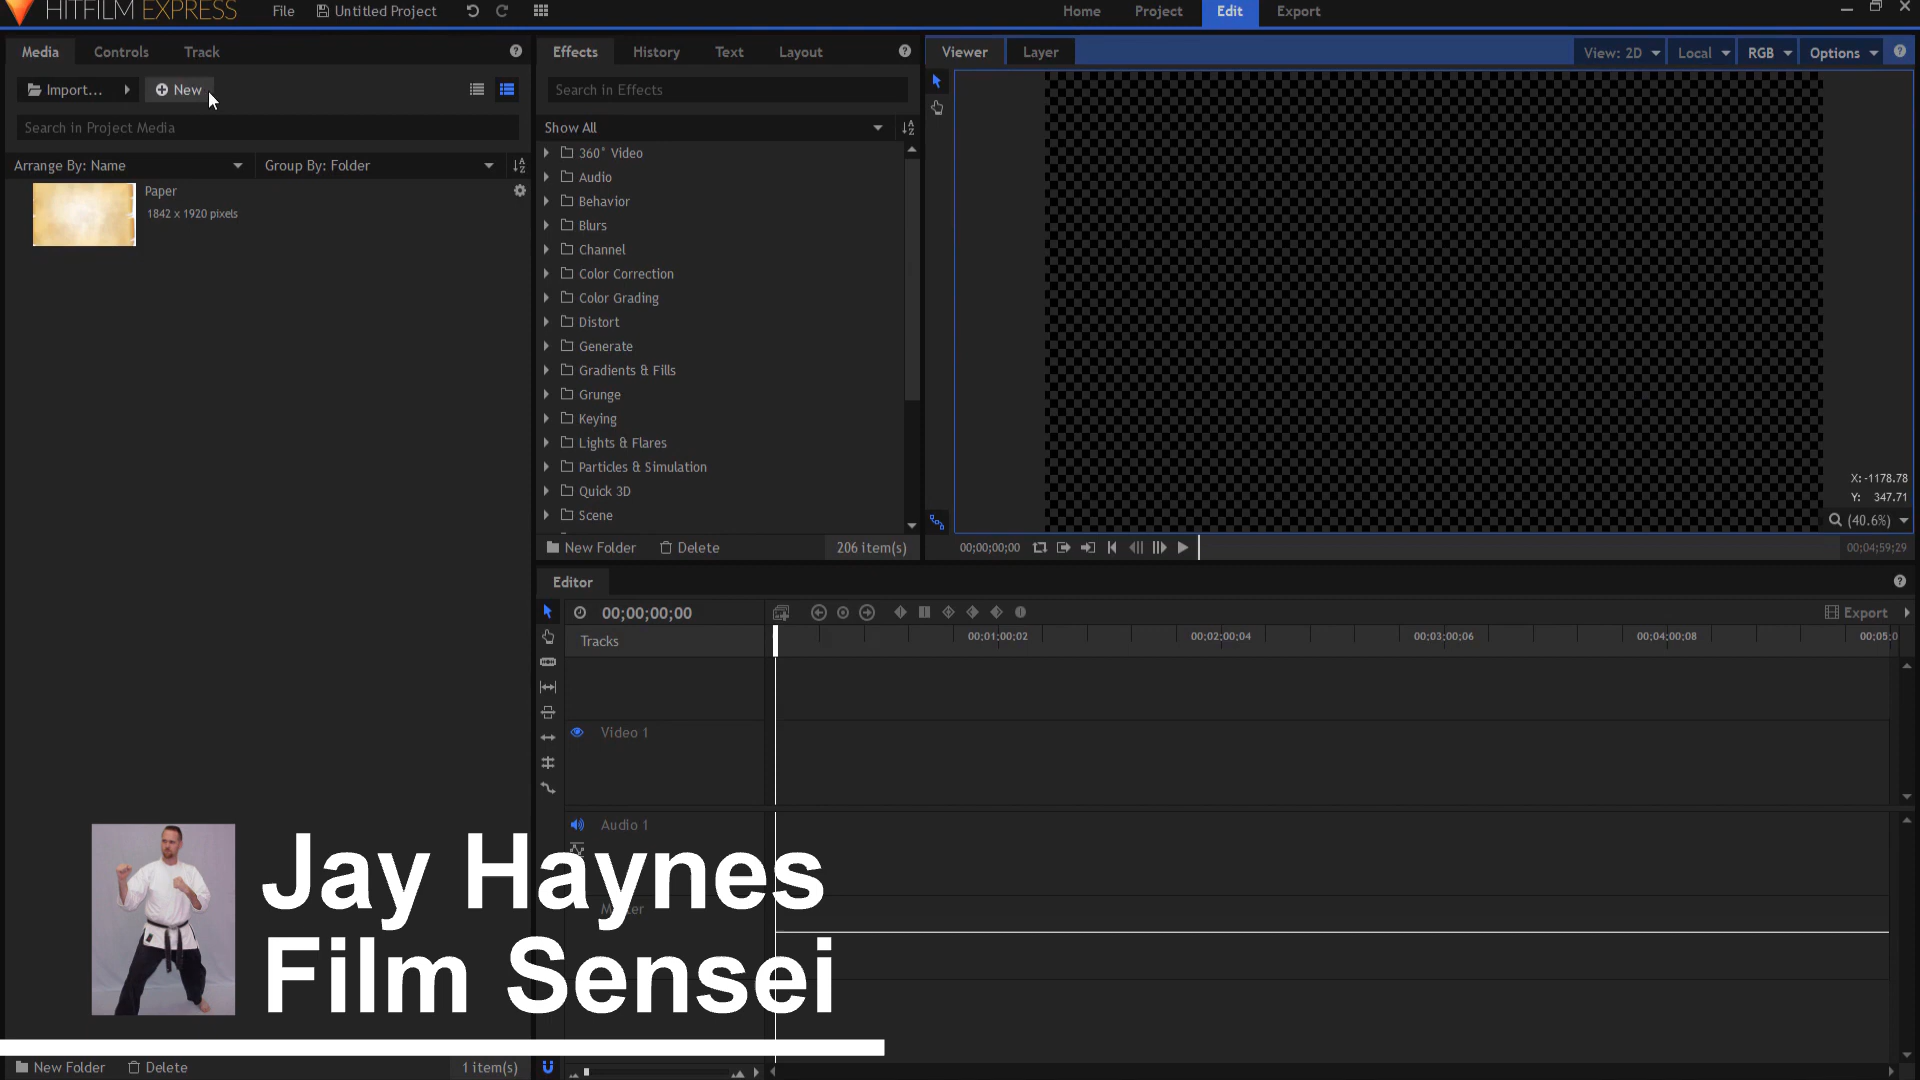 HITFILM EXPRESS
File
Untitled Project
Home
Project
Edit
Export
Media
Controls
Track
Import...
New
Search in Project Media
Arrange By: Name
Group By: Folder
Paper
1842 x 1920 pixels
Effects
History
Text
Layout
Search in Effects
Show All
360° Video
Audio
Behavior
Blurs
Channel
Color Correction
Color Grading
Distort
Generate
Gradients & Fills
Grunge
Keying
Lights & Flares
Particles & Simulation
Quick 3D
Scene
New Folder
Delete
206 item(s)
Viewer
Layer
View: 2D
Local
RGB
Options
X: -1178.78
Y: 347.71
(40.6%)
00;00;00;00
00;04;59;29
Editor
00;00;00;00
Export
Tracks
00;01;00;02
00;02;00;04
00;03;00;06
00;04;00;08
00;05;0
Video 1
Audio 1
Jay Haynes
Film Sensei
New Folder
Delete
1 item(s)